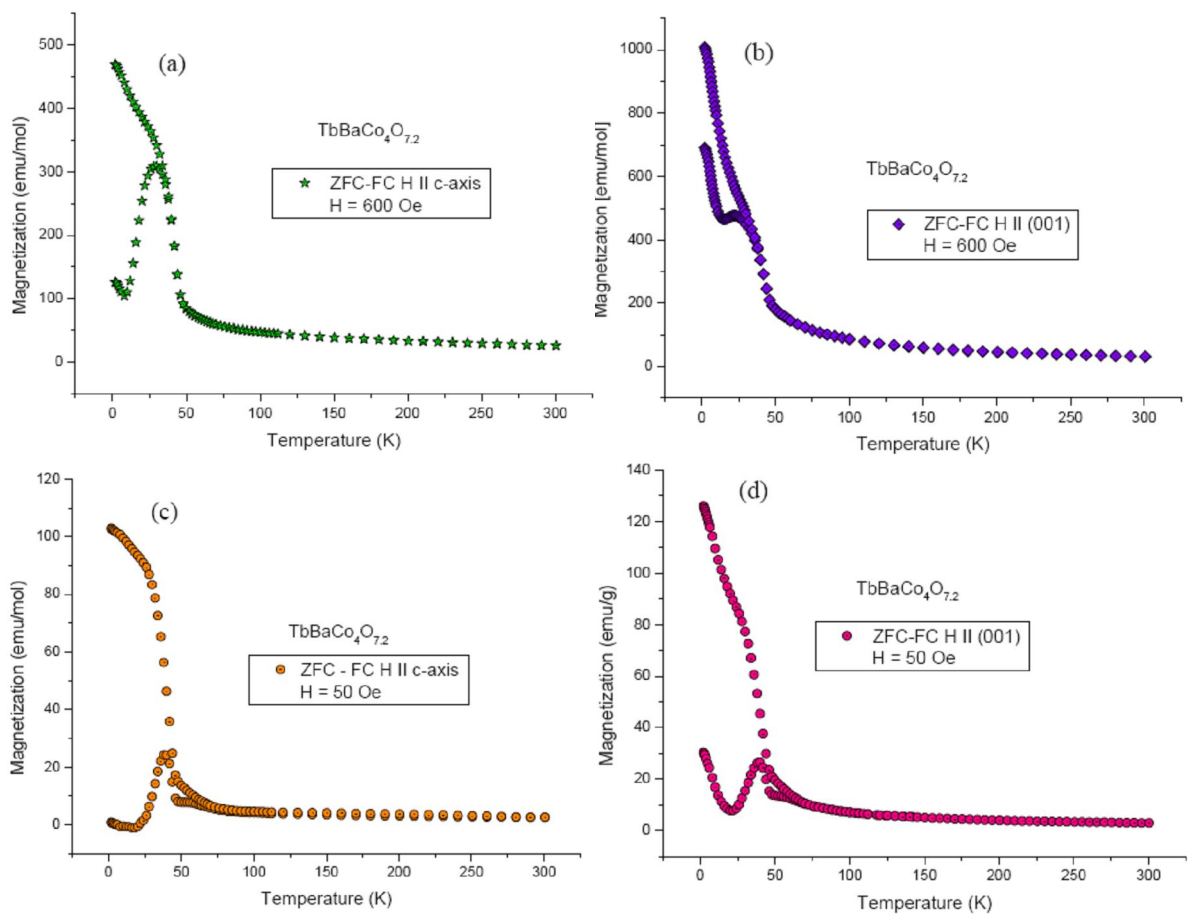 (a)
TbBaCo4O7.2
ZFC-FC H II c-axis
H = 600 Oe
Magnetization (emu/mol)
500
400
300
200
100
0
0 50 100 150 200 250 300
Temperature (K)
(b)
TbBaCo4O7.2
ZFC-FC H II (001)
H = 600 Oe
Magnetization [emu/mol)
1000
800
600
400
200
0
0 50 100 150 200 250 300
Temperature (K)
(c)
TbBaCo4O7.2
ZFC - FC H II c-axis
H = 50 Oe
Magnetization (emu/mol)
120
100
80
60
40
20
0
0 50 100 150 200 250 300
Temperature (K)
(d)
TbBaCo4O7.2
ZFC-FC H II (001)
H = 50 Oe
Magnetization (emu/g)
140
120
100
80
60
40
20
0
0 50 100 150 200 250 300
Temperature (K)